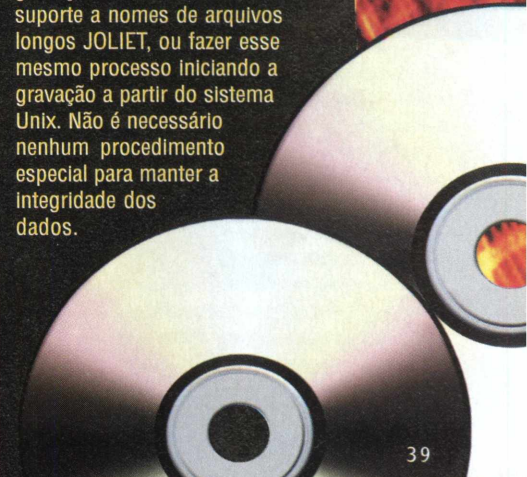 suporte a nomes de arquivos
longos JOLIET, ou fazer esse
mesmo processo iniciando a
gravação a partir do sistema
Unix. Não é necessário
nenhum procedimento
especial para manter a
integridade dos
dados.
39